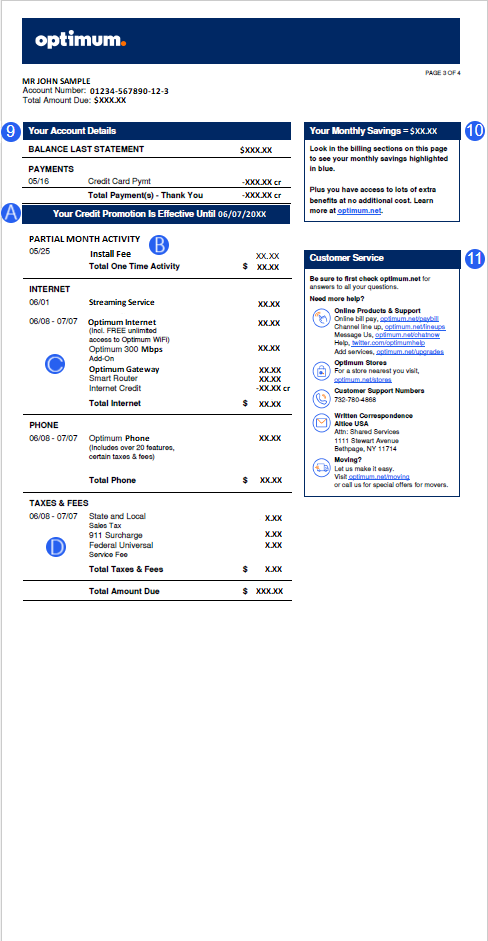 optimum.
PAGE 3 OF 4
MR JOHN SAMPLE
Account Number: 01234-567890-12-3
Total Amount Due: $XXX.XX
9 Your Account Details
BALANCE LAST STATEMENT $XXX.XX
PAYMENTS
05/16 Credit Card Pymt -XXX.XX cr
Total Payment(s) - Thank You -XXX.XX cr
A Your Credit Promotion Is Effective Until 06/07/20XX
PARTIAL MONTH ACTIVITY B
05/25 Install Fee XX.XX
Total One Time Activity $ XX.XX
INTERNET
06/01 Streaming Service XX.XX
06/08 - 07/07 Optimum Internet XX.XX
(Incl. FREE unlimited
access to Optimum WiFi)
Optimum 300 Mbps XX.XX
Add-On
C Optimum Gateway XX.XX
Smart Router XX.XX
Internet Credit -XX.XX cr
Total Internet $ XX.XX
PHONE
06/08 - 07/07 Optimum Phone XX.XX
(Includes over 20 features,
certain taxes & fees)
Total Phone $ XX.XX
TAXES & FEES
06/08 - 07/07 State and Local X.XX
Sales Tax
911 Surcharge X.XX
D Federal Universal X.XX
Service Fee
Total Taxes & Fees $ X.XX
Total Amount Due $ XXX.XX
Your Monthly Savings = $XX.XX 10
Look in the billing sections on this page
to see your monthly savings highlighted
in blue.
Plus you have access to lots of extra
benefits at no additional cost. Learn
more at optimum.net.
Customer Service 11
Be sure to first check optimum.net for
answers to all your questions.
Need more help?
Online Products & Support
Online bill pay, optimum.net/paybill
Channel line up, optimum.net/lineups
Message Us, optimum.net/chatnow
Help, twitter.com/optimumhelp
Add services, optimum.net/upgrades
Optimum Stores
For a store nearest you visit,
optimum.net/stores
Customer Support Numbers
732-780-4868
Written Correspondence
Altice USA
Attn: Shared Services
1111 Stewart Avenue
Bethpage, NY 11714
Moving?
Let us make it easy,
Visit optimum.net/moving
or call us for special offers for movers.